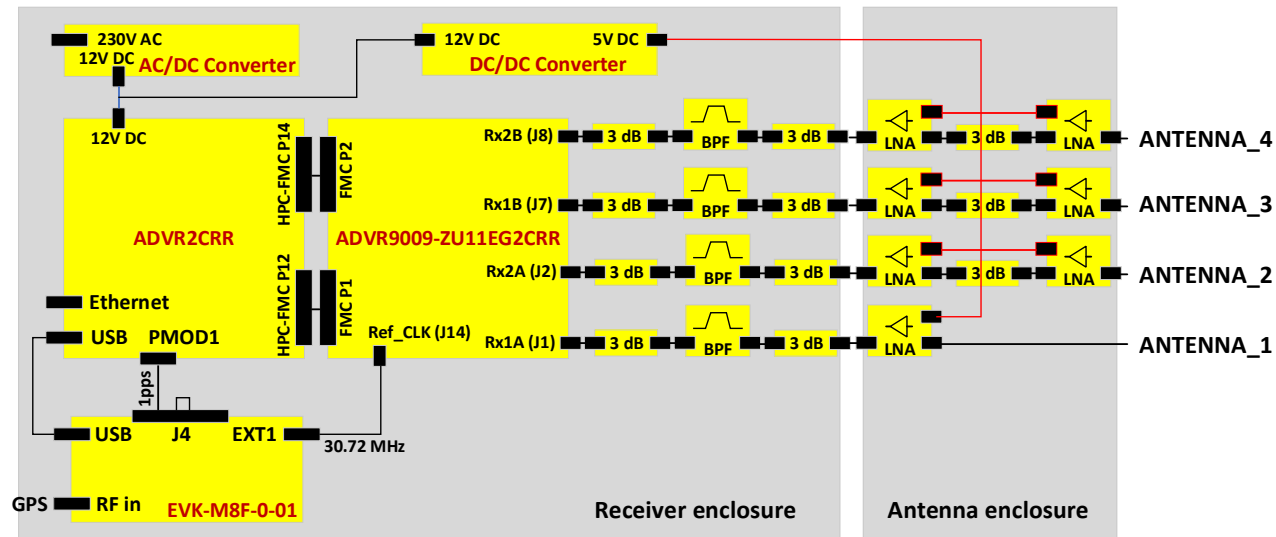 230V AC
12V DC
AC/DC Converter
12V DC
5V DC
DC/DC Converter
12V DC
HPC-FMC P14
FMC P2
Rx2B (J8)
3 dB
BPF
3 dB
LNA
3 dB
LNA
ANTENNA_4
Rx1B (J7)
3 dB
BPF
3 dB
LNA
3 dB
LNA
ANTENNA_3
ADVR2CRR
ADVR9009-ZU11EG2CRR
Rx2A (J2)
3 dB
BPF
3 dB
LNA
3 dB
LNA
ANTENNA_2
HPC-FMC P12
FMC P1
Ethernet
USB
PMOD1
Ref_CLK (J14)
Rx1A (J1)
3 dB
BPF
3 dB
LNA
ANTENNA_1
1pps
USB
J4
EXT1
30.72 MHz
GPS
RF in
EVK-M8F-0-01
Receiver enclosure
Antenna enclosure